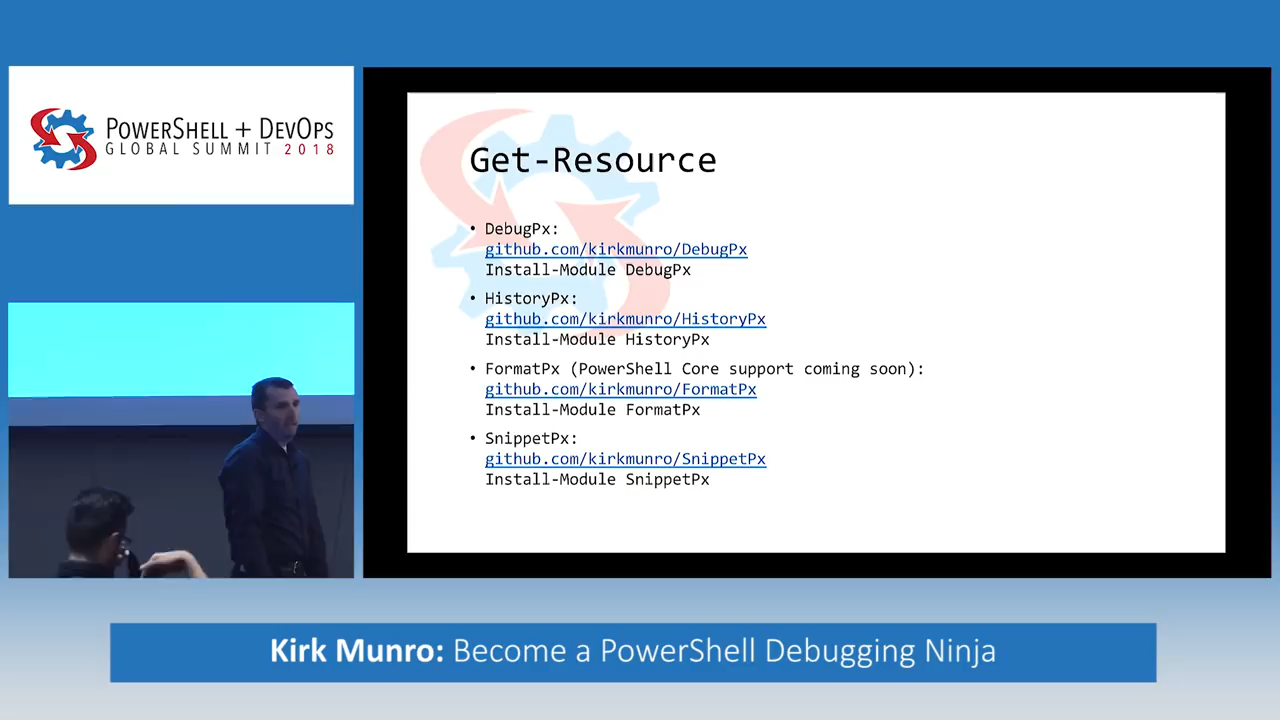 POWERSHELL + DEVOPS
GLOBAL SUMMIT 2018
Get-Resource
• DebugPx:
github.com/kirkmunro/DebugPx
Install-Module DebugPx
• HistoryPx:
github.com/kirkmunro/HistoryPx
Install-Module HistoryPx
• FormatPx (PowerShell Core support coming soon):
github.com/kirkmunro/FormatPx
Install-Module FormatPx
• SnippetPx:
github.com/kirkmunro/SnippetPx
Install-Module SnippetPx
Kirk Munro: Become a PowerShell Debugging Ninja